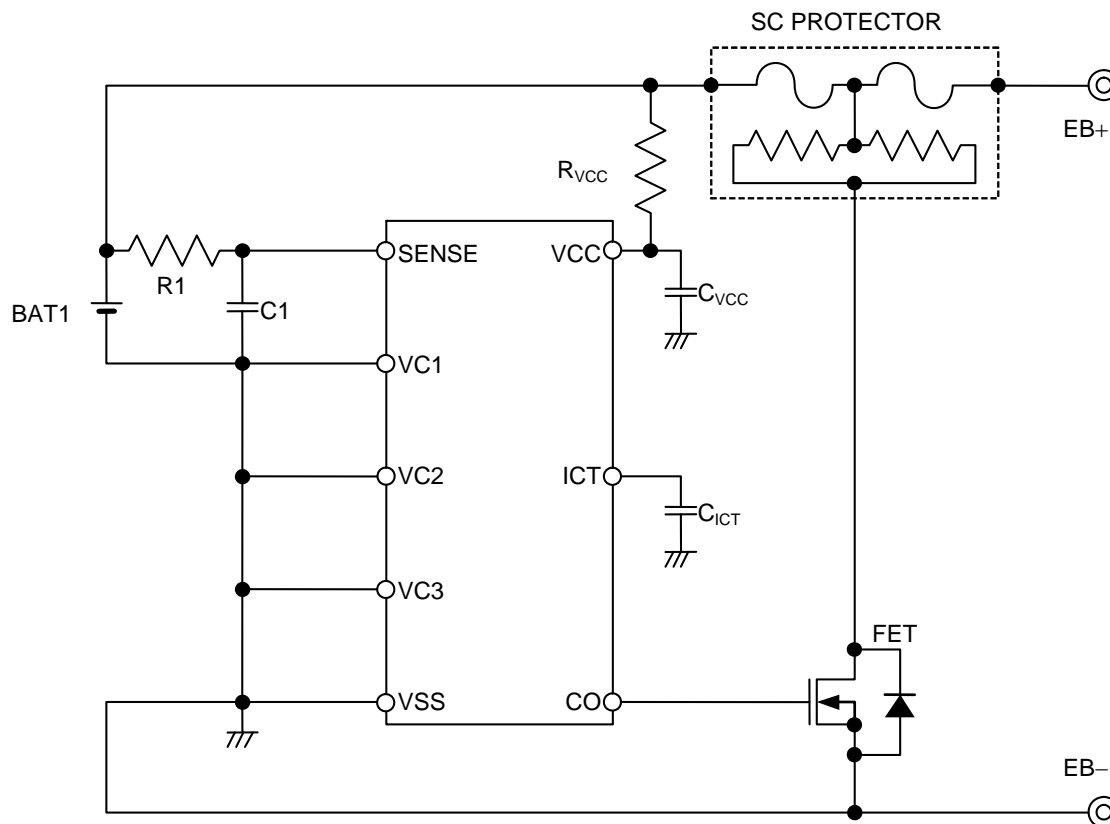 SC PROTECTOR
EB+
RVCC
SENSE
VCC
R1
BAT1
C1
CVCC
VC1
VC2
ICT
CICT
VC3
FET
VSS
CO
EB−